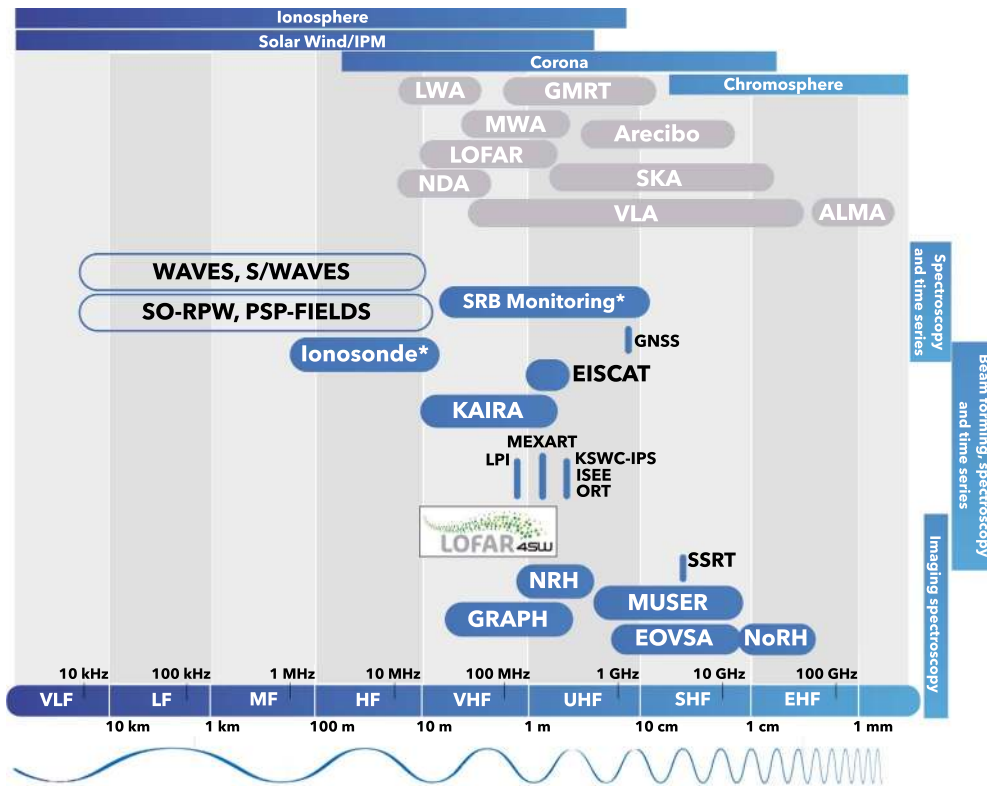 Ionosphere
Solar Wind/IPM
Corona
Chromosphere
LWA
GMRT
MWA
Arecibo
LOFAR
NDA
SKA
VLA
ALMA
WAVES, S/WAVES
SO-RPW, PSP-FIELDS
SRB Monitoring*
GNSS
Ionosonde*
EISCAT
KAIRA
MEXART
LPI
KSWC-IPS
ISEE
ORT
LOFAR4SW
SSRT
NRH
MUSER
GRAPH
EOVSA
NoRH
Spectroscopy
and time series
Beam forming, spectroscopy
and time series
Imaging spectroscopy
10 kHz
100 kHz
1 MHz
10 MHz
100 MHz
1 GHz
10 GHz
100 GHz
VLF
LF
MF
HF
VHF
UHF
SHF
EHF
10 km
1 km
100 m
10 m
1 m
10 cm
1 cm
1 mm